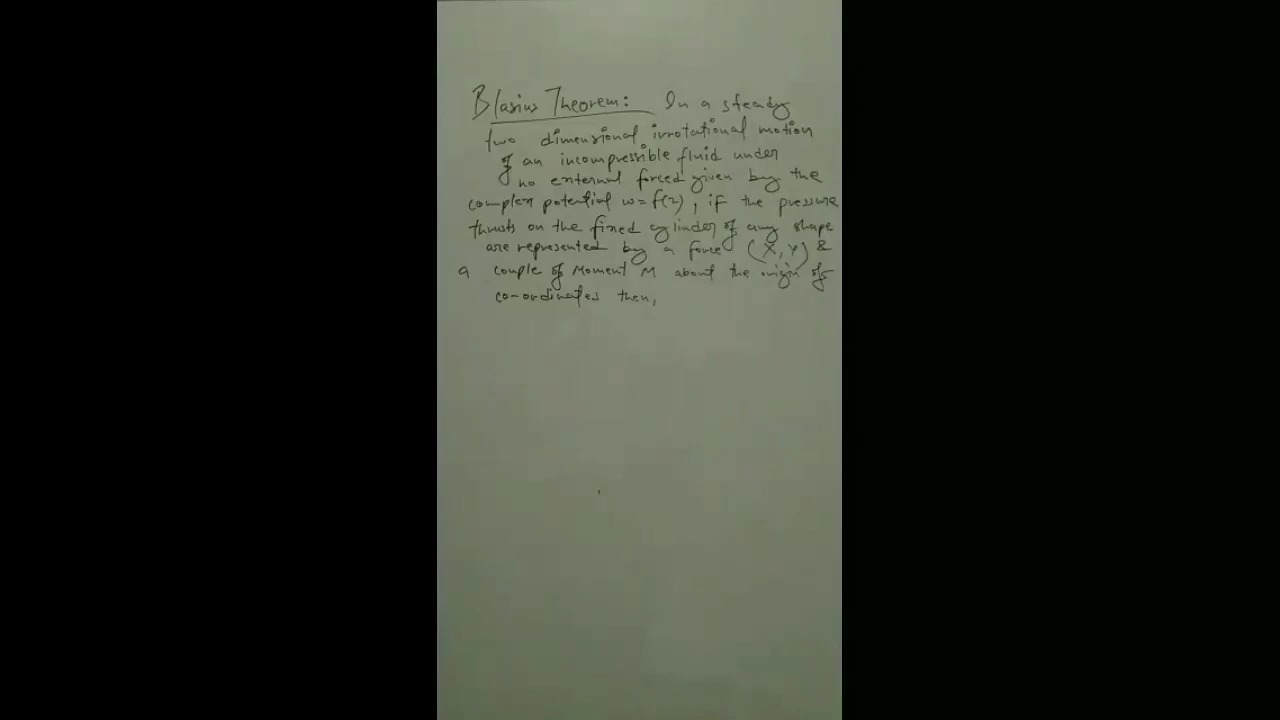 Blasius Theorem: In a steady
two dimensional irrotational motion
of an incompressible fluid under
no external forced given by the
complex potential w = f(z), if the pressure
thrusts on the fixed cylinder of any shape
are represented by a force (X, Y) &
a couple of Moment M about the origin of
co-ordinates then,